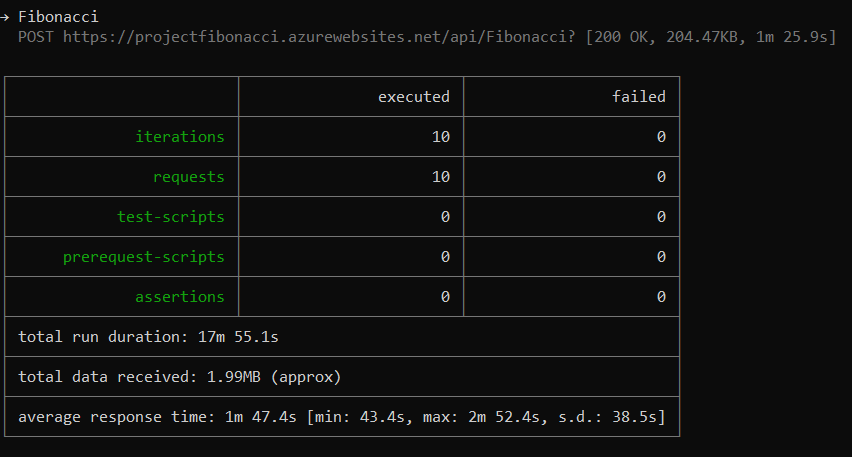 → Fibonacci
POST https://projectfibonacci.azurewebsites.net/api/Fibonacci? [200 OK, 204.47KB, 1m 25.9s]
executed failed
iterations 10 0
requests 10 0
test-scripts 0 0
prerequest-scripts 0 0
assertions 0 0
total run duration: 17m 55.1s
total data received: 1.99MB (approx)
average response time: 1m 47.4s [min: 43.4s, max: 2m 52.4s, s.d.: 38.5s]